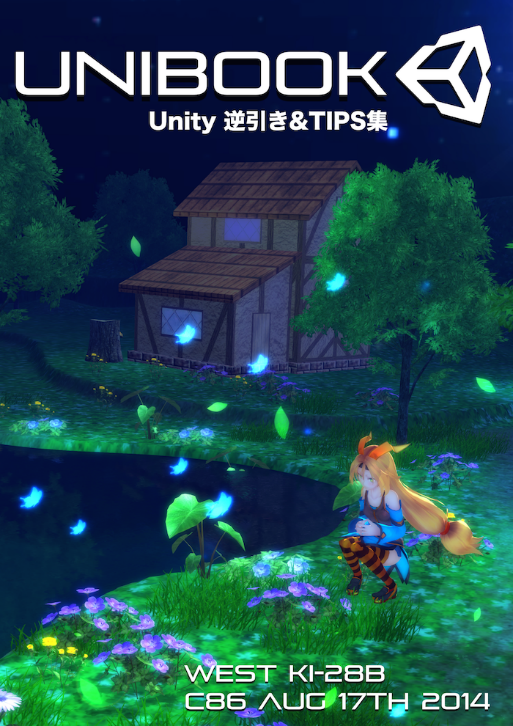 UNIBOOK
Unity 逆引き&TIPS集
WEST KI-28B
C86 AUG 17TH 2014